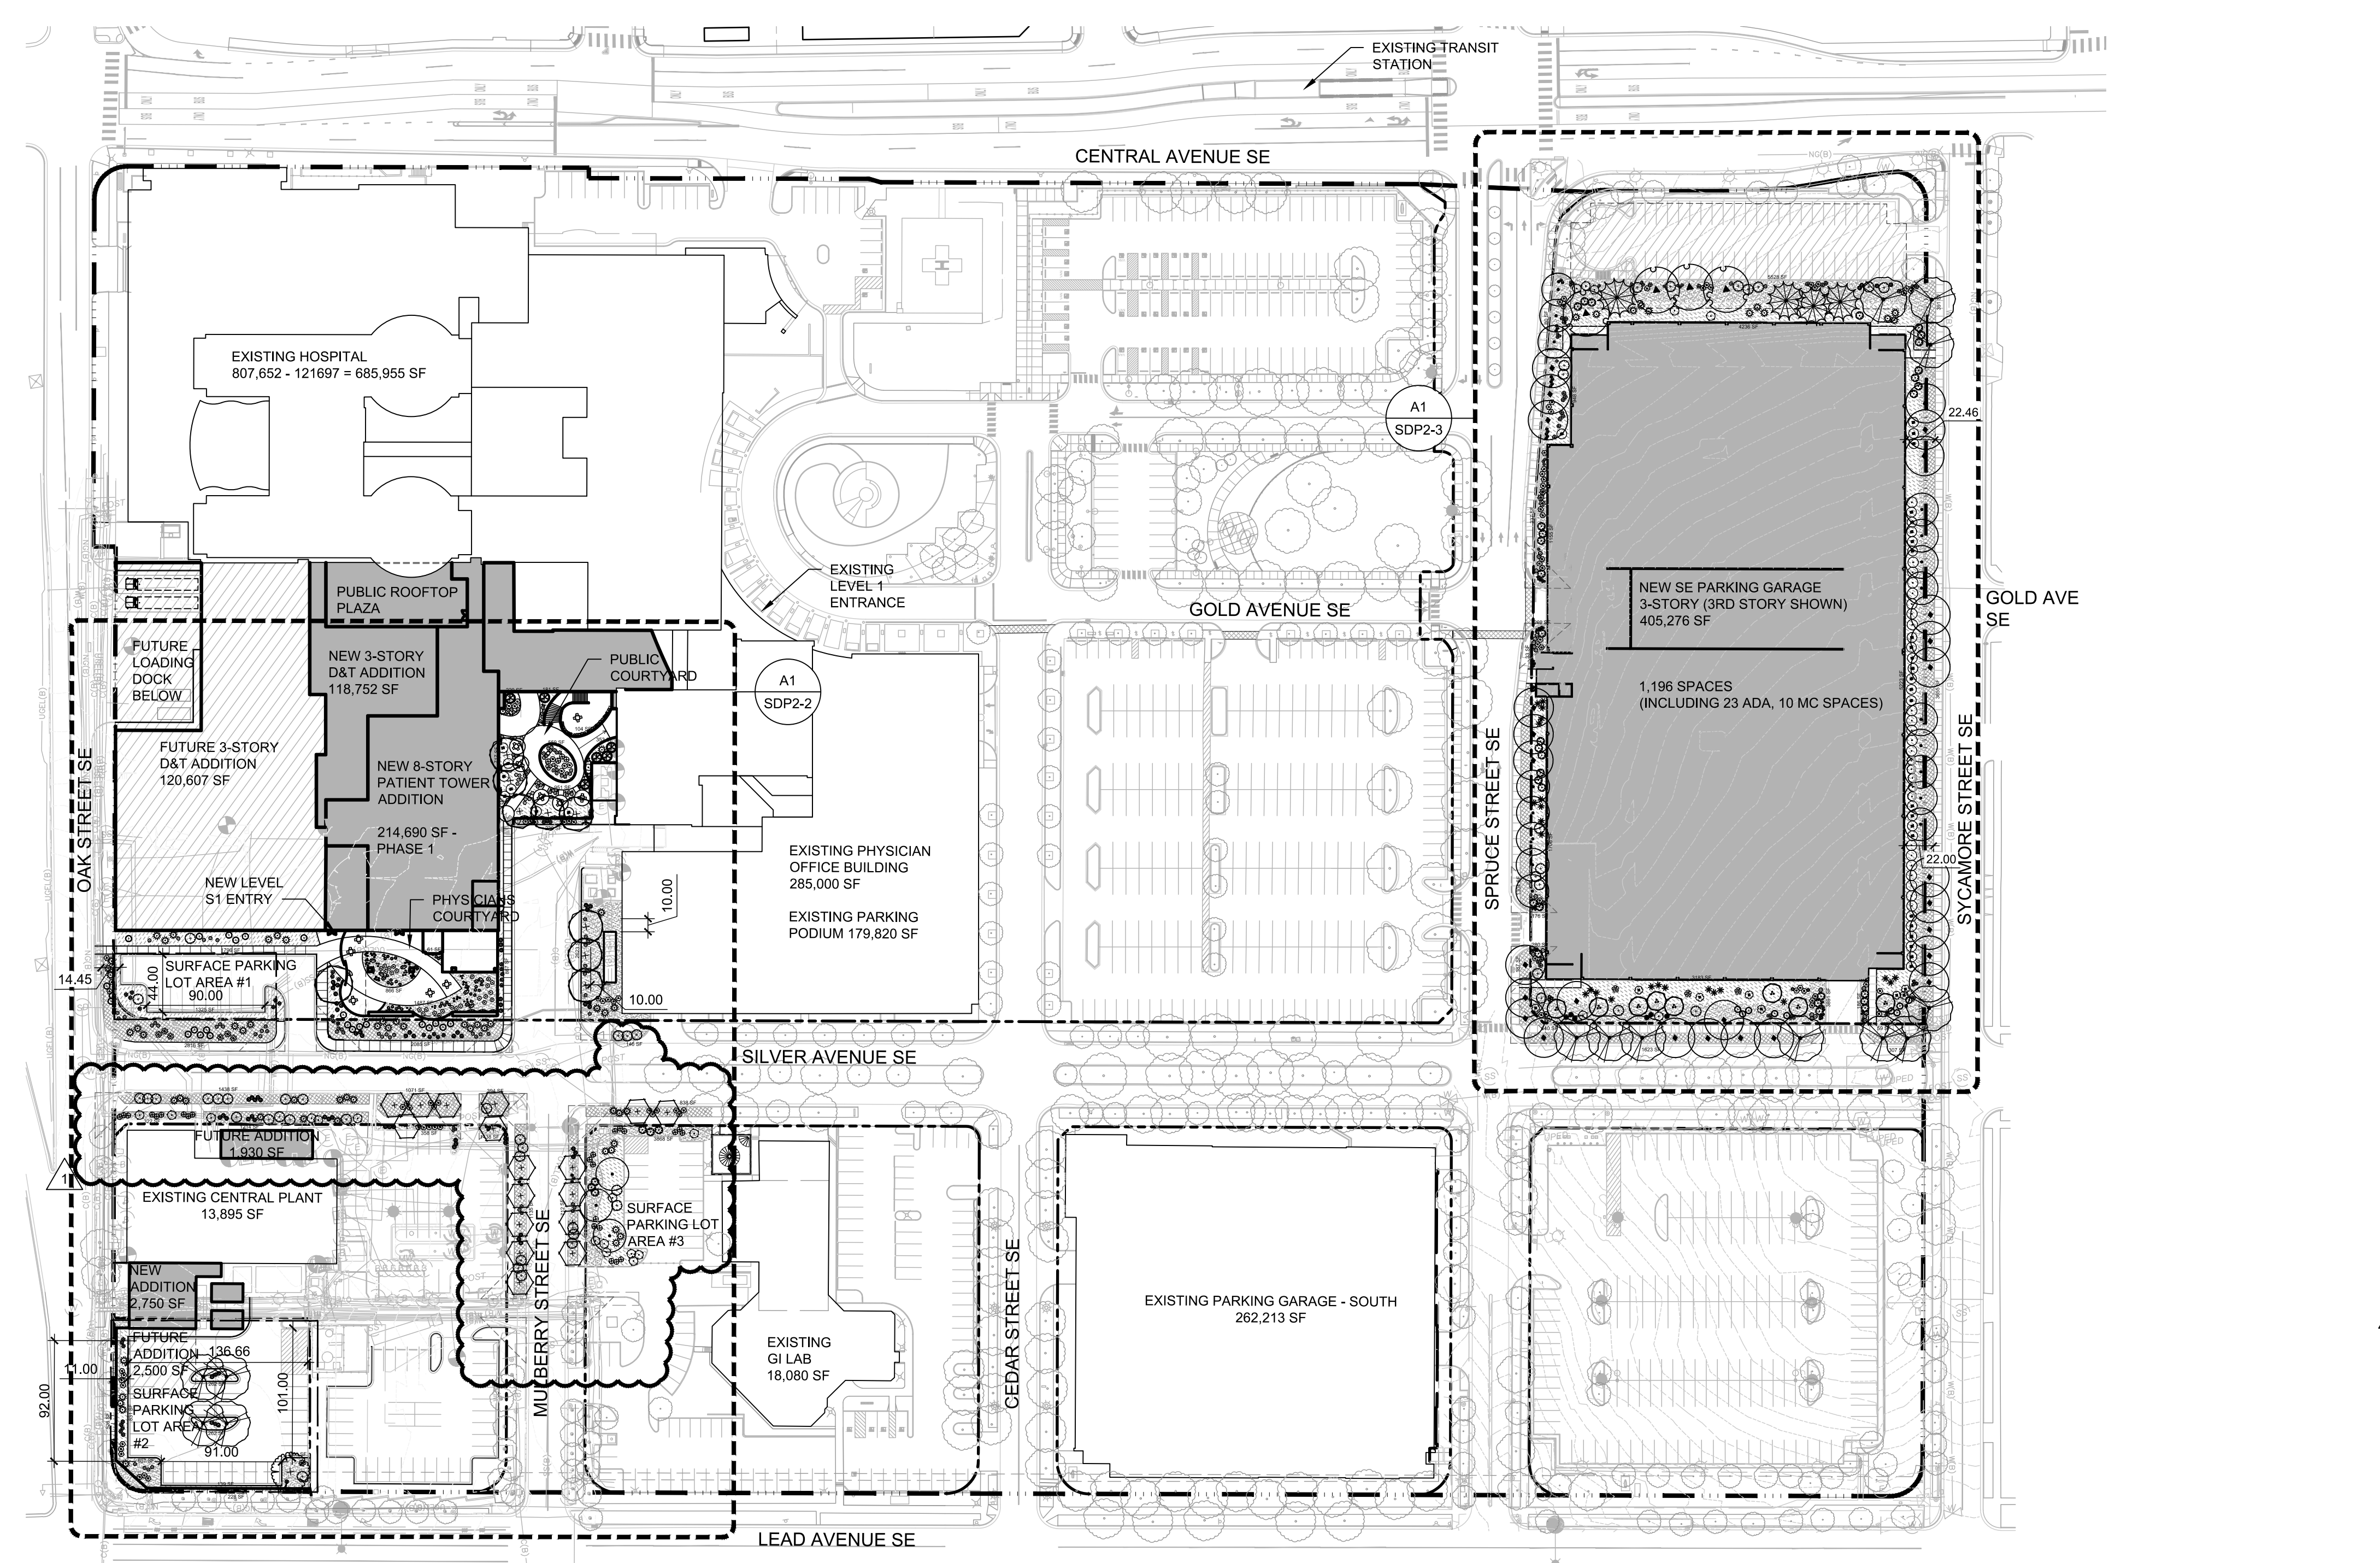 EXISTING TRANSIT
STATION
CENTRAL AVENUE SE
EXISTING HOSPITAL
807,652 - 121697 = 685,955 SF
A1
SDP2-3
22.46
EXISTING
LEVEL 1
ENTRANCE
GOLD AVENUE SE
GOLD AVE
SE
PUBLIC ROOFTOP
PLAZA
NEW SE PARKING GARAGE
3-STORY (3RD STORY SHOWN)
405,276 SF
1,196 SPACES
(INCLUDING 23 ADA, 10 MC SPACES)
FUTURE
LOADING
DOCK
BELOW
NEW 3-STORY
D&T ADDITION
118,752 SF
PUBLIC
COURTYARD
A1
SDP2-2
FUTURE 3-STORY
D&T ADDITION
120,607 SF
NEW 8-STORY
PATIENT TOWER
ADDITION
214,690 SF -
PHASE 1
OAK STREET SE
SPRUCE STREET SE
SYCAMORE STREET SE
22.00
EXISTING PHYSICIAN
OFFICE BUILDING
285,000 SF
EXISTING PARKING
PODIUM 179,820 SF
NEW LEVEL
S1 ENTRY
PHYSICIANS
COURTYARD
10.00
10.00
14.45
44.00
SURFACE PARKING
LOT AREA #1
90.00
SILVER AVENUE SE
FUTURE ADDITION
1,930 SF
1
EXISTING CENTRAL PLANT
13,895 SF
SURFACE
PARKING LOT
AREA #3
MULBERRY STREET SE
CEDAR STREET SE
NEW
ADDITION
2,750 SF
EXISTING PARKING GARAGE - SOUTH
262,213 SF
EXISTING
GI LAB
18,080 SF
FUTURE
ADDITION
2,500 SF
136.66
11.00
92.00
101.00
SURFACE
PARKING
LOT AREA
#2
91.00
LEAD AVENUE SE